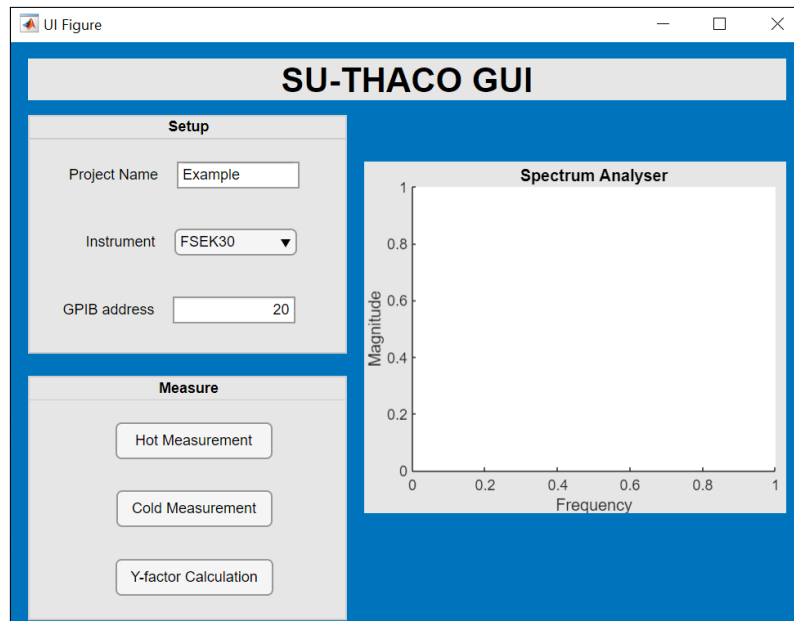 UI Figure
SU-THACO GUI
Setup
Project Name Example
Instrument FSEK30
GPIB address 20
Measure
Hot Measurement
Cold Measurement
Y-factor Calculation
Spectrum Analyser
1
0.8
0.6
0.4
0.2
0
Magnitude
0 0.2 0.4 0.6 0.8 1
Frequency